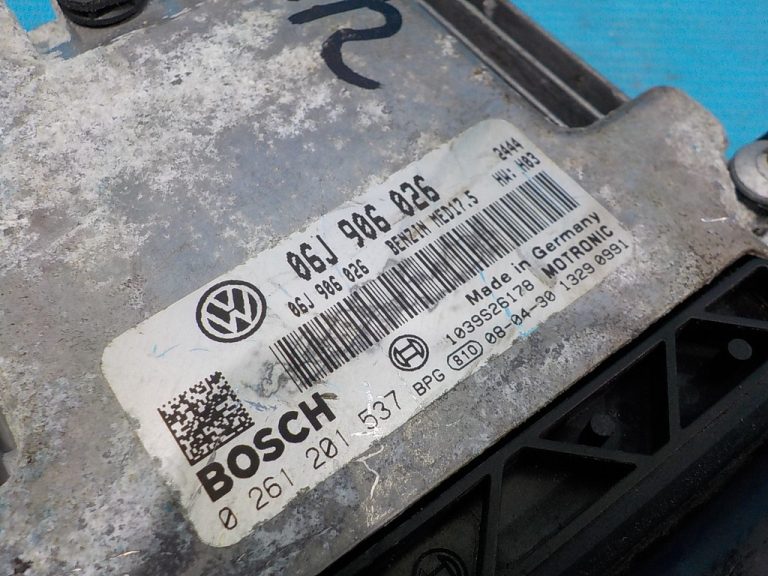 06J 906 026
2444
06J 906 026 BENZIN MED17.5 HW: H03
Made in Germany
1039S26178 MOTRONIC
BPG 810 08-04-30 1329 0991
BOSCH
0 261 201 537